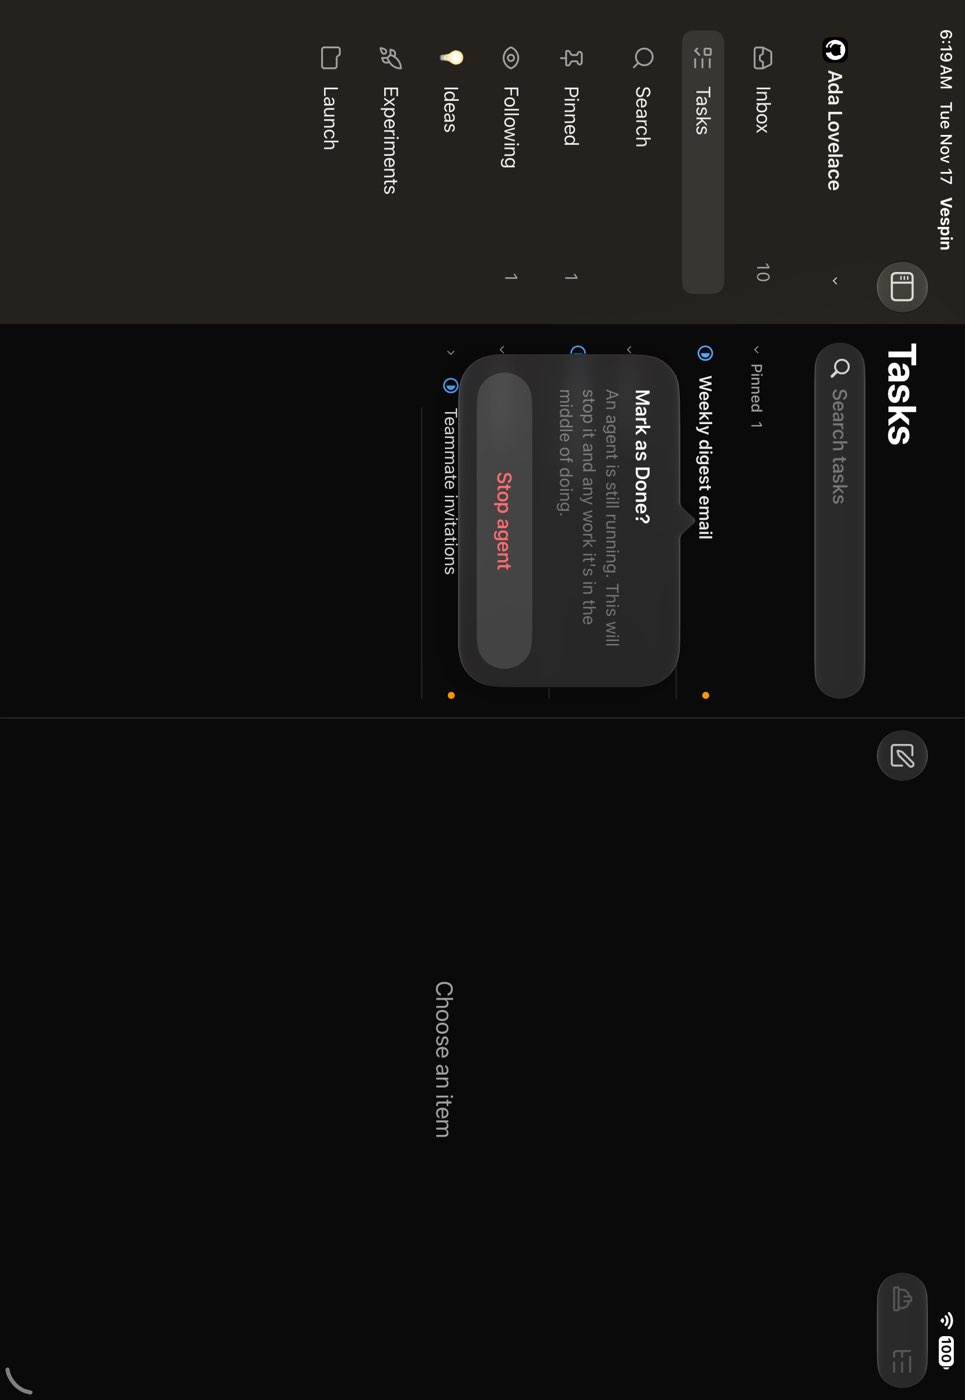 6:19 AM Tue Nov 17 Vespin
100
Tasks
Ada Lovelace
Search tasks
Inbox 10
Tasks
Search
Pinned 1
Following 1
Ideas
Experiments
Launch
Pinned 1
Weekly digest email
Mark as Done?
An agent is still running. This will
stop it and any work it's in the
middle of doing.
Stop agent
Teammate invitations
Choose an item